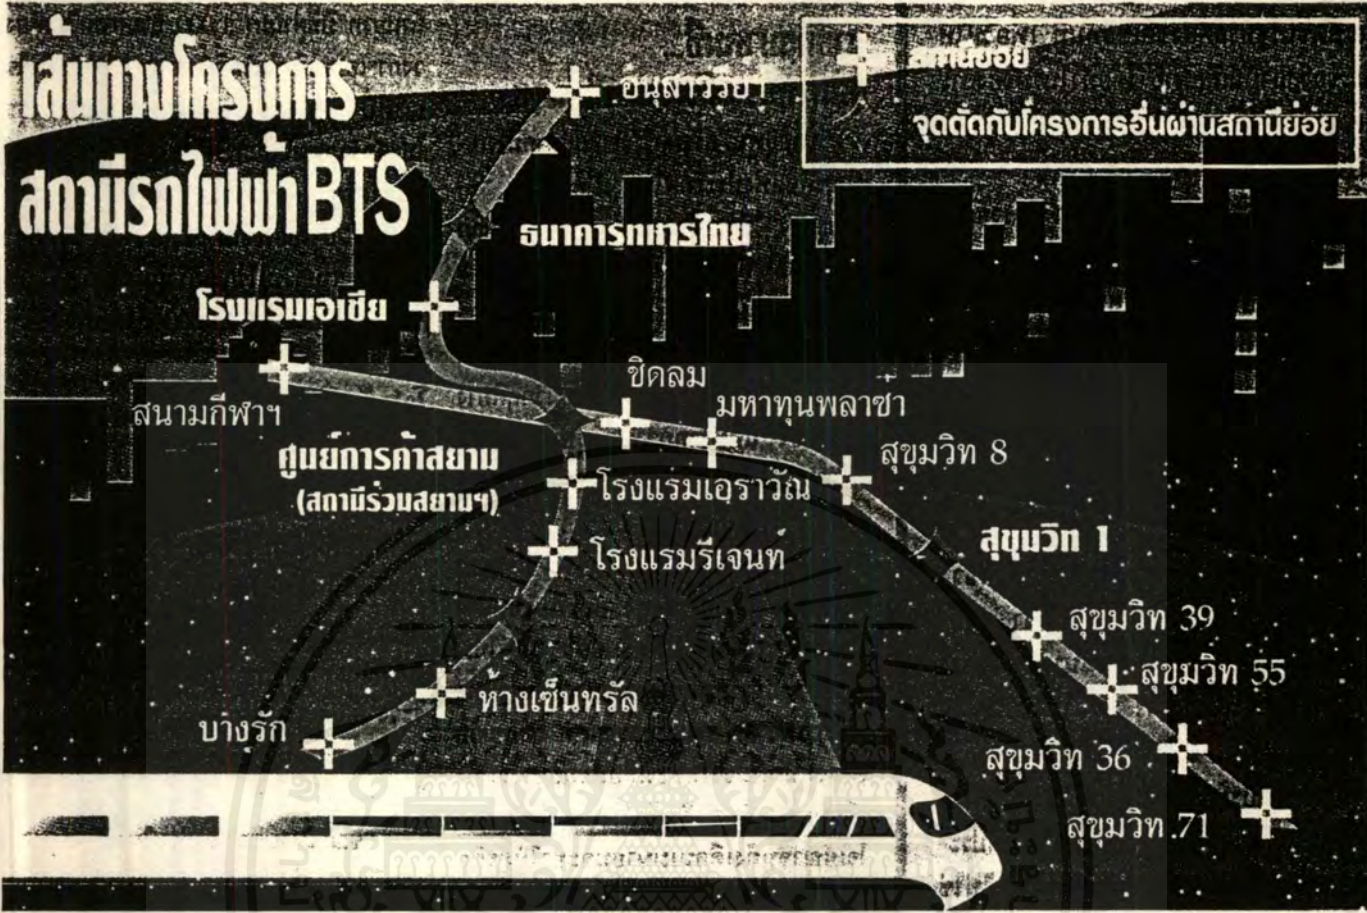 เส้นทางโครงการ
สถานีรถไฟฟ้า BTS
สถานีย่อย
จุดตัดกับโครงการอื่นผ่านสถานีย่อย
อนุสาวรีย์ฯ
ธนาคารทหารไทย
โรงแรมเอเชีย
สนามกีฬาฯ
ชิดลม
มหาทุนพลาซา
สุขุมวิท 8
ศูนย์การค้าสยาม
(สถานีร่วมสยามฯ)
โรงแรมเอราวัณ
โรงแรมรีเจนท์
สุขุมวิท 1
สุขุมวิท 39
สุขุมวิท 55
ห้างเซ็นทรัล
บางรัก
สุขุมวิท 36
สุขุมวิท 71